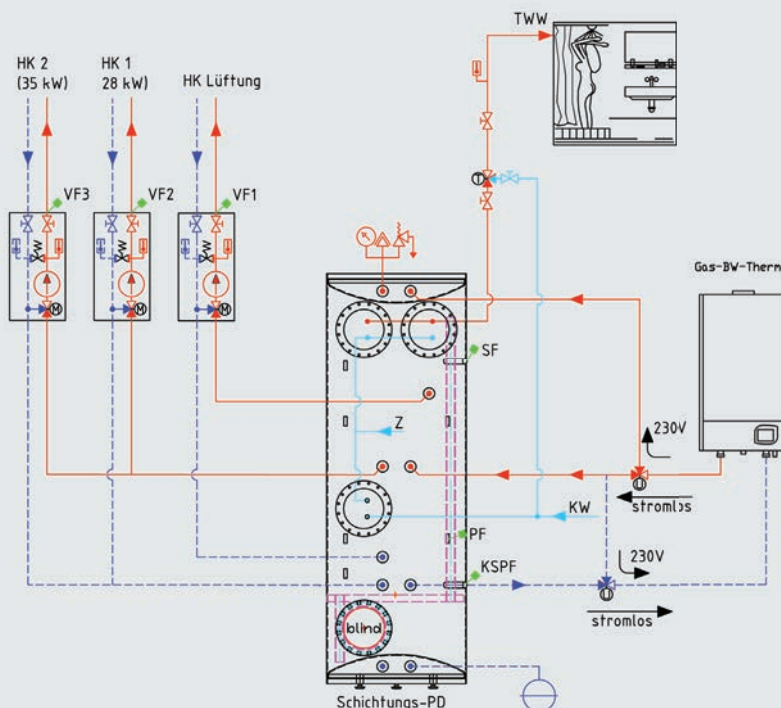 TWW
HK 2
(35 kW)
HK 1
28 kW)
HK Lüftung
VF3
VF2
VF1
T
M
M
M
Gas-BW-Therm
SF
Z
230V
stromlos
KW
PF
KSPF
230V
stromlos
blind
Schichtungs-PD